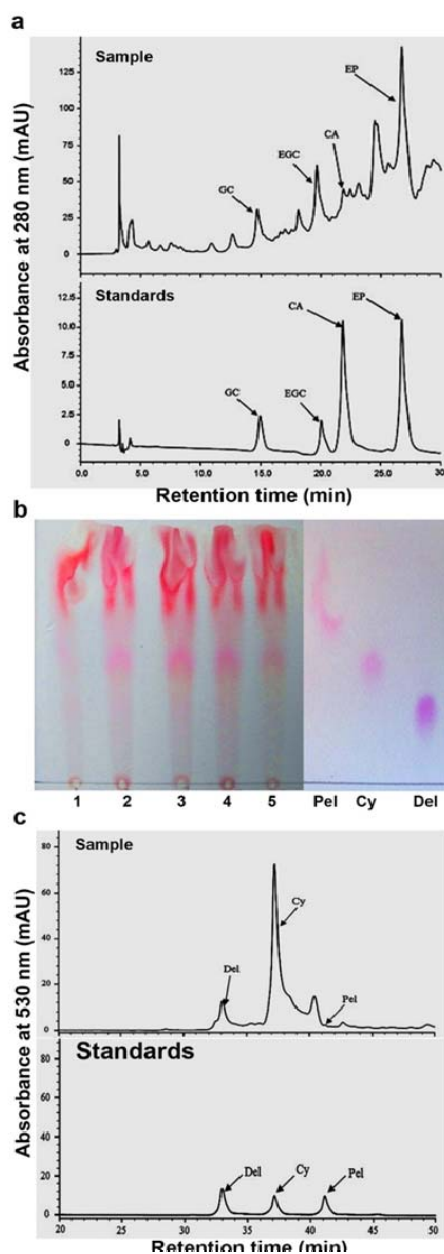 a
Sample
Absorbance at 280 nm (mAU)
125
100
75
50
25
0
GC
EGC
CA
EP
Standards
12.5
10.0
7.5
5.0
2.5
0
GC
EGC
CA
EP
0.0 5.0 10.0 15.0 20.0 25.0 30.0
Retention time (min)
b
1 2 3 4 5 Pel Cy Del
c
Sample
Absorbance at 530 nm (mAU)
80
60
40
20
0
Del
Cy
Pel
Standards
80
60
40
20
0
Del
Cy
Pel
20 30 40 50
Retention time (min)